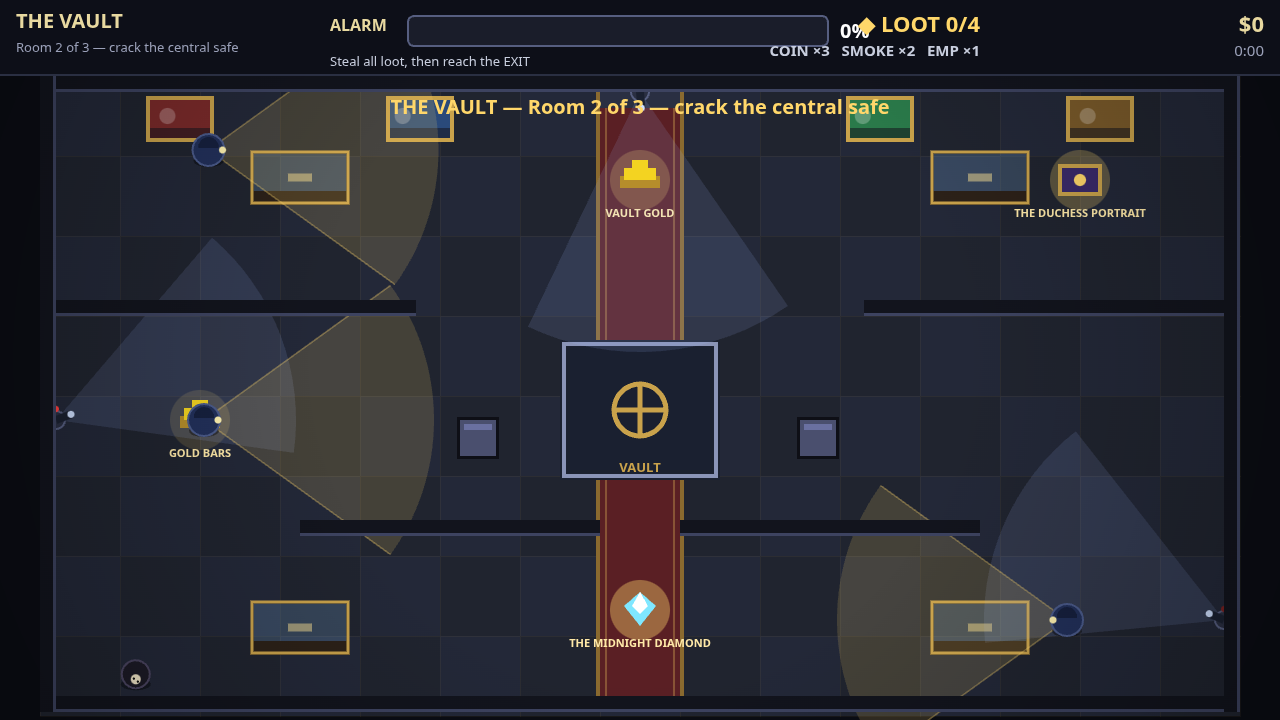 THE VAULT
Room 2 of 3 — crack the central safe
ALARM
0%
Steal all loot, then reach the EXIT
◆ LOOT 0/4
COIN ×3 SMOKE ×2 EMP ×1
$0
0:00
THE VAULT — Room 2 of 3 — crack the central safe
VAULT GOLD
THE DUCHESS PORTRAIT
GOLD BARS
VAULT
THE MIDNIGHT DIAMOND